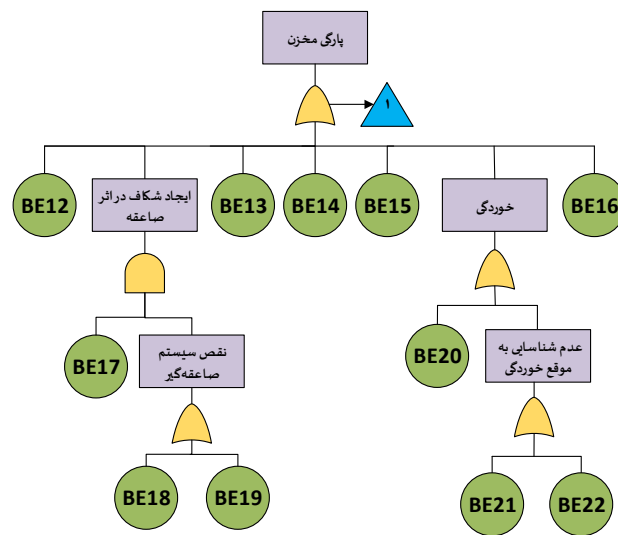 پارگی مخزن
۱
BE12
ایجاد شکاف در اثر
صاعقه
BE13
BE14
BE15
خوردگی
BE16
BE17
نقص سیستم
صاعقه‌گیر
BE20
عدم شناسایی به
موقع خوردگی
BE18
BE19
BE21
BE22